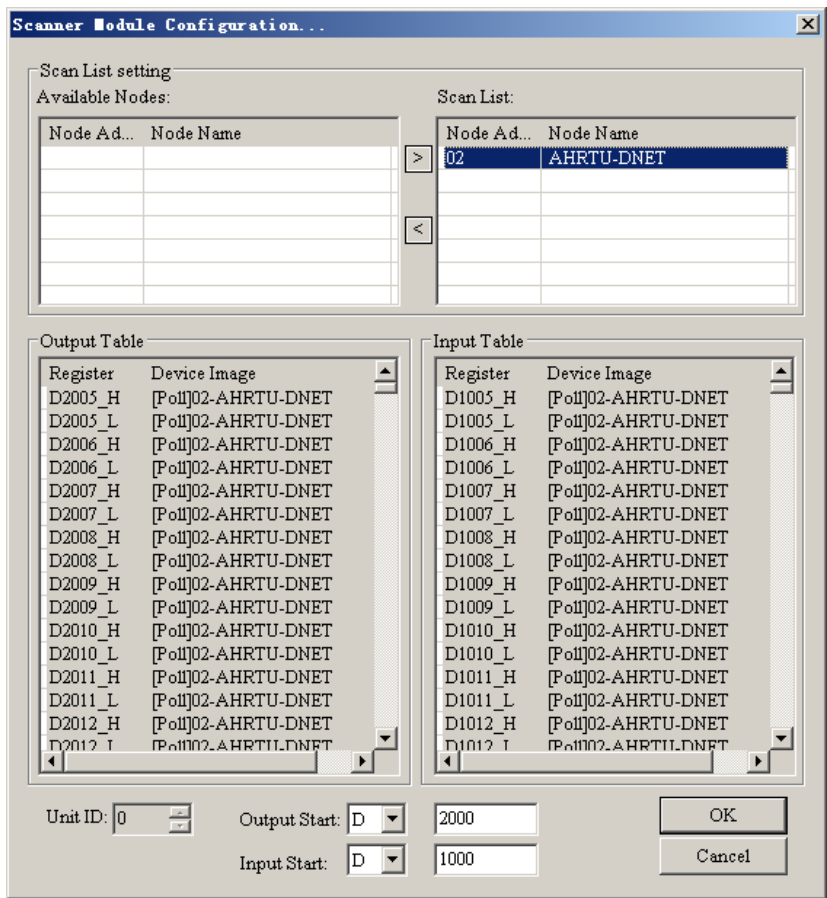 Scanner Module Configuration...
Scan List setting
Available Nodes:
Scan List:
Node Ad... Node Name
Node Ad... Node Name
>
02 AHRTU-DNET
<
Output Table
Register Device Image
D2005_H [Poll]02-AHRTU-DNET
D2005_L [Poll]02-AHRTU-DNET
D2006_H [Poll]02-AHRTU-DNET
D2006_L [Poll]02-AHRTU-DNET
D2007_H [Poll]02-AHRTU-DNET
D2007_L [Poll]02-AHRTU-DNET
D2008_H [Poll]02-AHRTU-DNET
D2008_L [Poll]02-AHRTU-DNET
D2009_H [Poll]02-AHRTU-DNET
D2009_L [Poll]02-AHRTU-DNET
D2010_H [Poll]02-AHRTU-DNET
D2010_L [Poll]02-AHRTU-DNET
D2011_H [Poll]02-AHRTU-DNET
D2011_L [Poll]02-AHRTU-DNET
D2012_H [Poll]02-AHRTU-DNET
D2012_L [Poll]02-AHRTU-DNET
Input Table
Register Device Image
D1005_H [Poll]02-AHRTU-DNET
D1005_L [Poll]02-AHRTU-DNET
D1006_H [Poll]02-AHRTU-DNET
D1006_L [Poll]02-AHRTU-DNET
D1007_H [Poll]02-AHRTU-DNET
D1007_L [Poll]02-AHRTU-DNET
D1008_H [Poll]02-AHRTU-DNET
D1008_L [Poll]02-AHRTU-DNET
D1009_H [Poll]02-AHRTU-DNET
D1009_L [Poll]02-AHRTU-DNET
D1010_H [Poll]02-AHRTU-DNET
D1010_L [Poll]02-AHRTU-DNET
D1011_H [Poll]02-AHRTU-DNET
D1011_L [Poll]02-AHRTU-DNET
D1012_H [Poll]02-AHRTU-DNET
D1012_L [Poll]02-AHRTU-DNET
Unit ID: 0
Output Start: D 2000
OK
Input Start: D 1000
Cancel